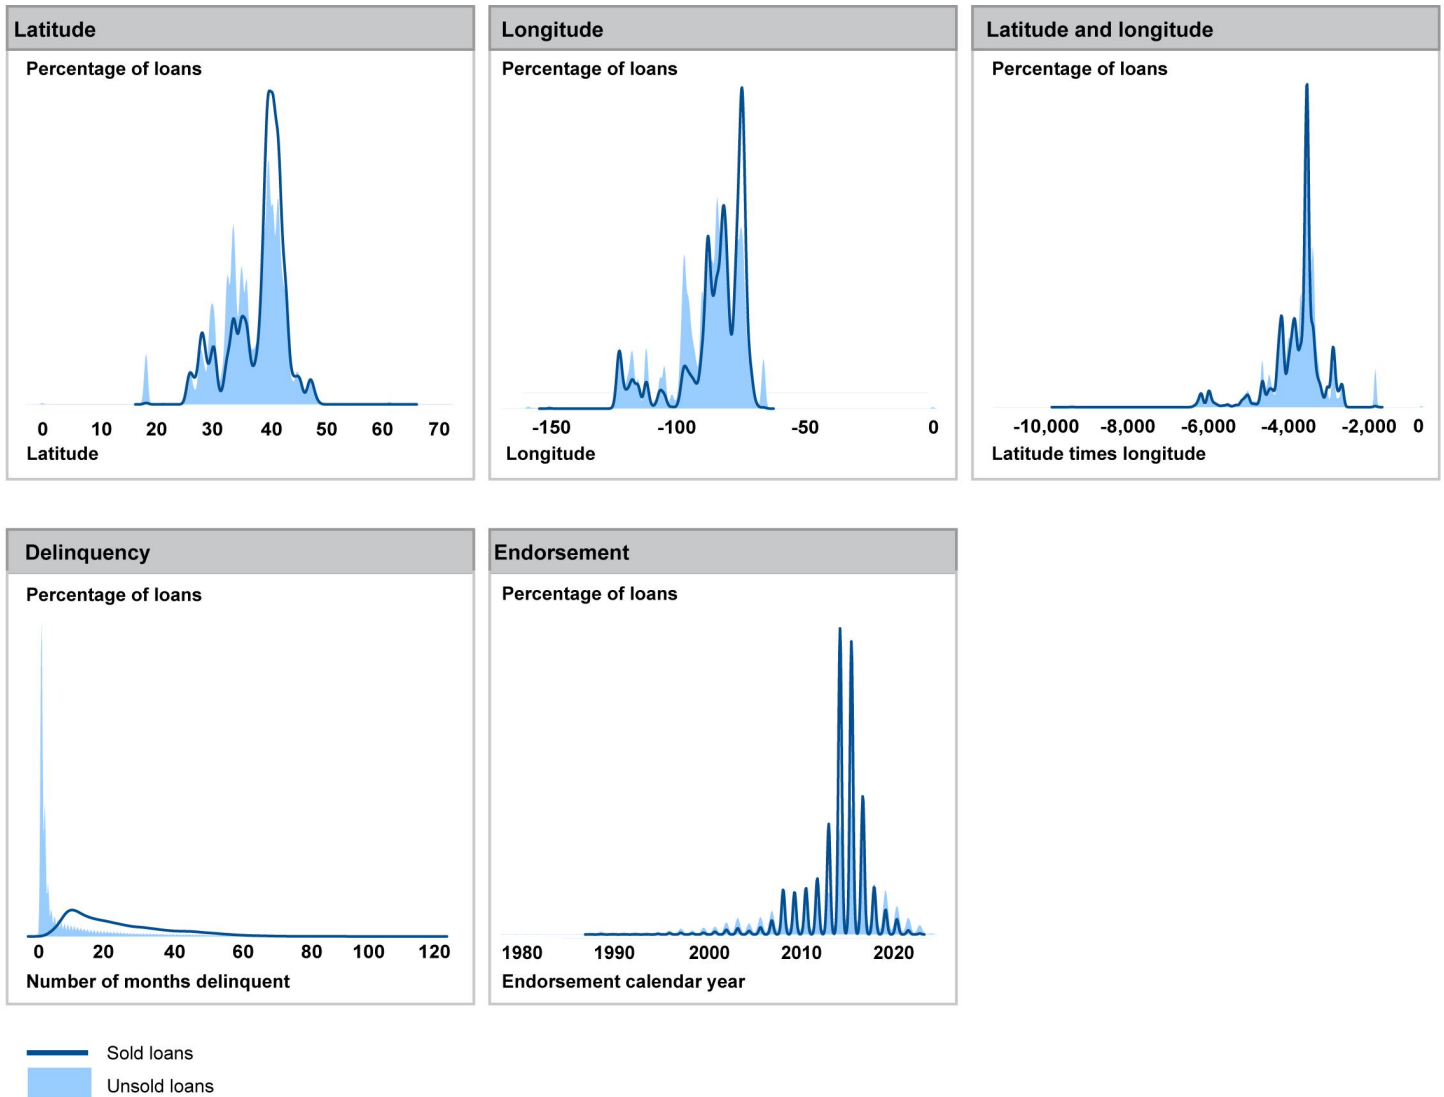 Latitude
Percentage of loans
0 10 20 30 40 50 60 70
Latitude
Longitude
Percentage of loans
-150 -100 -50 0
Longitude
Latitude and longitude
Percentage of loans
-10,000 -8,000 -6,000 -4,000 -2,000 0
Latitude times longitude
Delinquency
Percentage of loans
0 20 40 60 80 100 120
Number of months delinquent
Endorsement
Percentage of loans
1980 1990 2000 2010 2020
Endorsement calendar year
Sold loans
Unsold loans